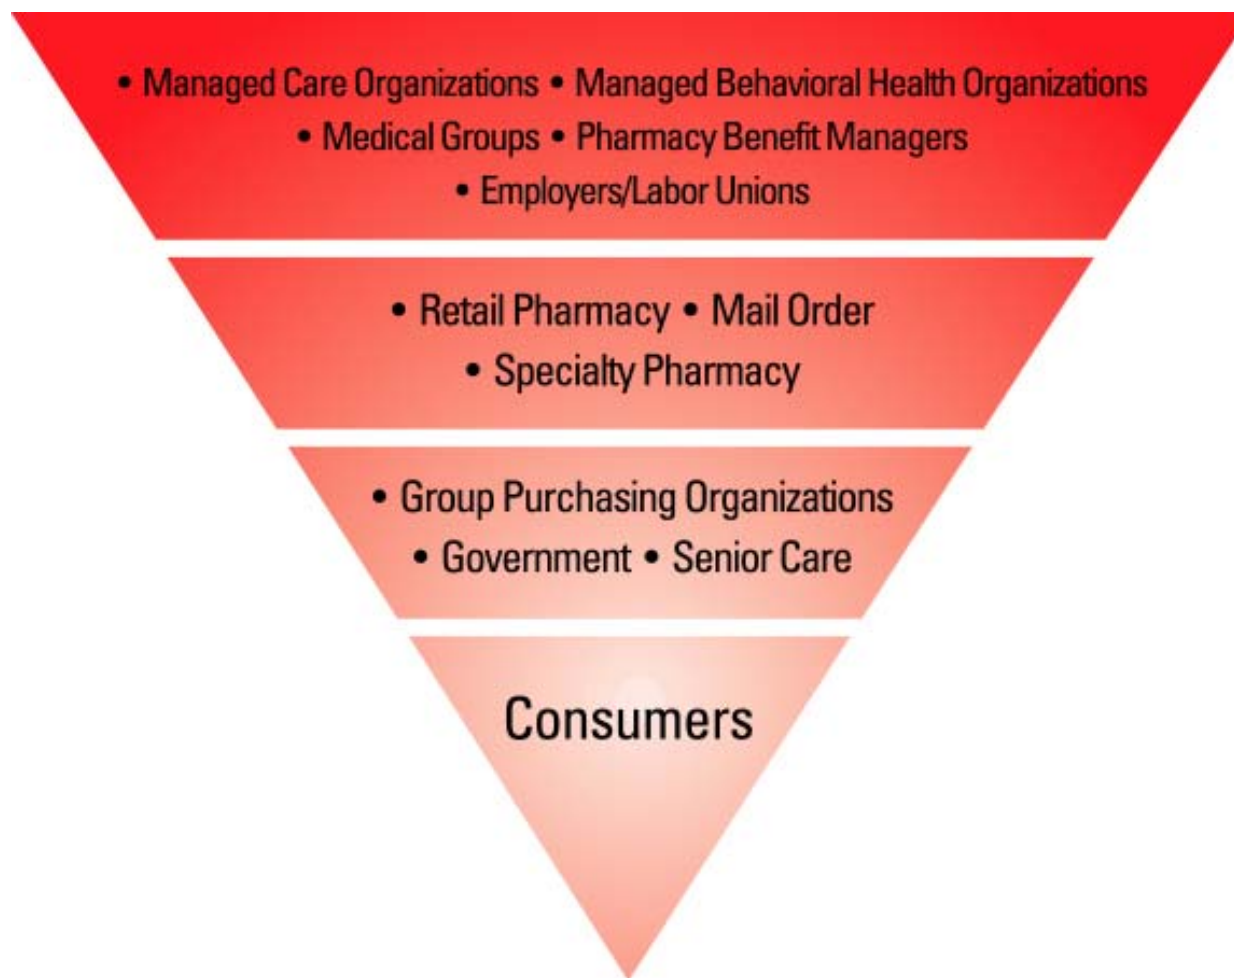 • Managed Care Organizations • Managed Behavioral Health Organizations
• Medical Groups • Pharmacy Benefit Managers
• Employers/Labor Unions
• Retail Pharmacy • Mail Order
• Specialty Pharmacy
• Group Purchasing Organizations
• Government • Senior Care
Consumers